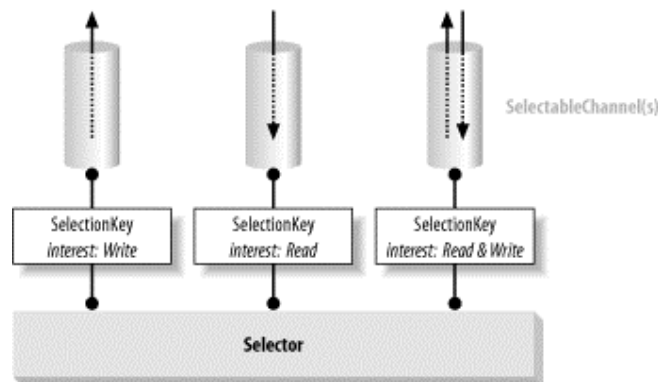 SelectableChannel(s)
SelectionKey
interest: Write
SelectionKey
interest: Read
SelectionKey
interest: Read & Write
Selector